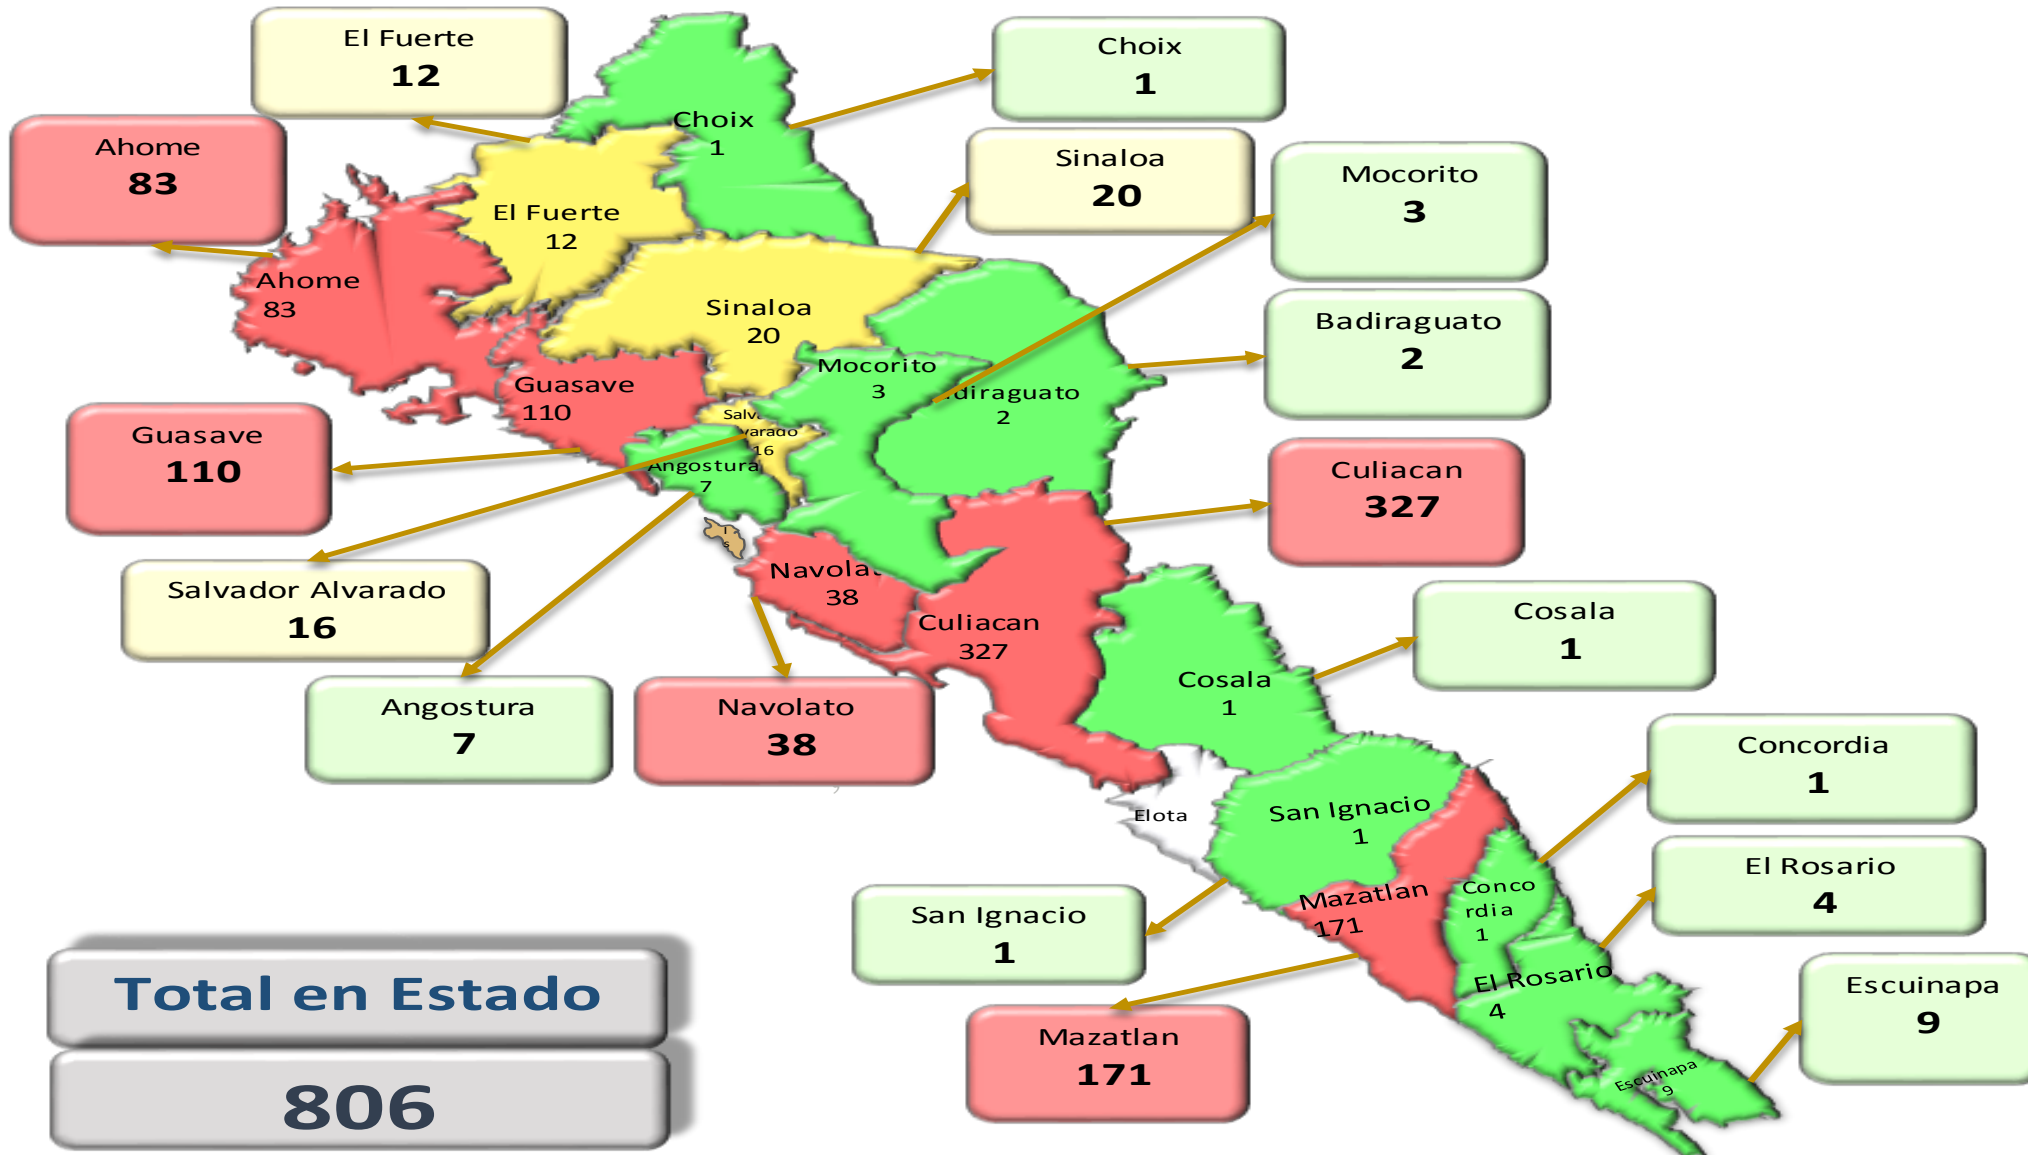 El Fuerte
12
Choix
1
Ahome
83
Sinaloa
20
Mocorito
3
Badiraguato
2
Guasave
110
Culiacan
327
Salvador Alvarado
16
Angostura
7
Navolato
38
Cosala
1
Concordia
1
El Rosario
4
San Ignacio
1
Escuinapa
9
Mazatlan
171
Choix
1
El Fuerte
12
Ahome
83
Sinaloa
20
Mocorito
3
diraguato
2
Guasave
110
Salv
varado
16
Angostura
7
Navolat
38
Culiacan
327
Cosala
1
Elota
San Ignacio
1
Mazatlan
171
Conco
rdia
1
El Rosario
4
Escuinapa
9
Total en Estado
806